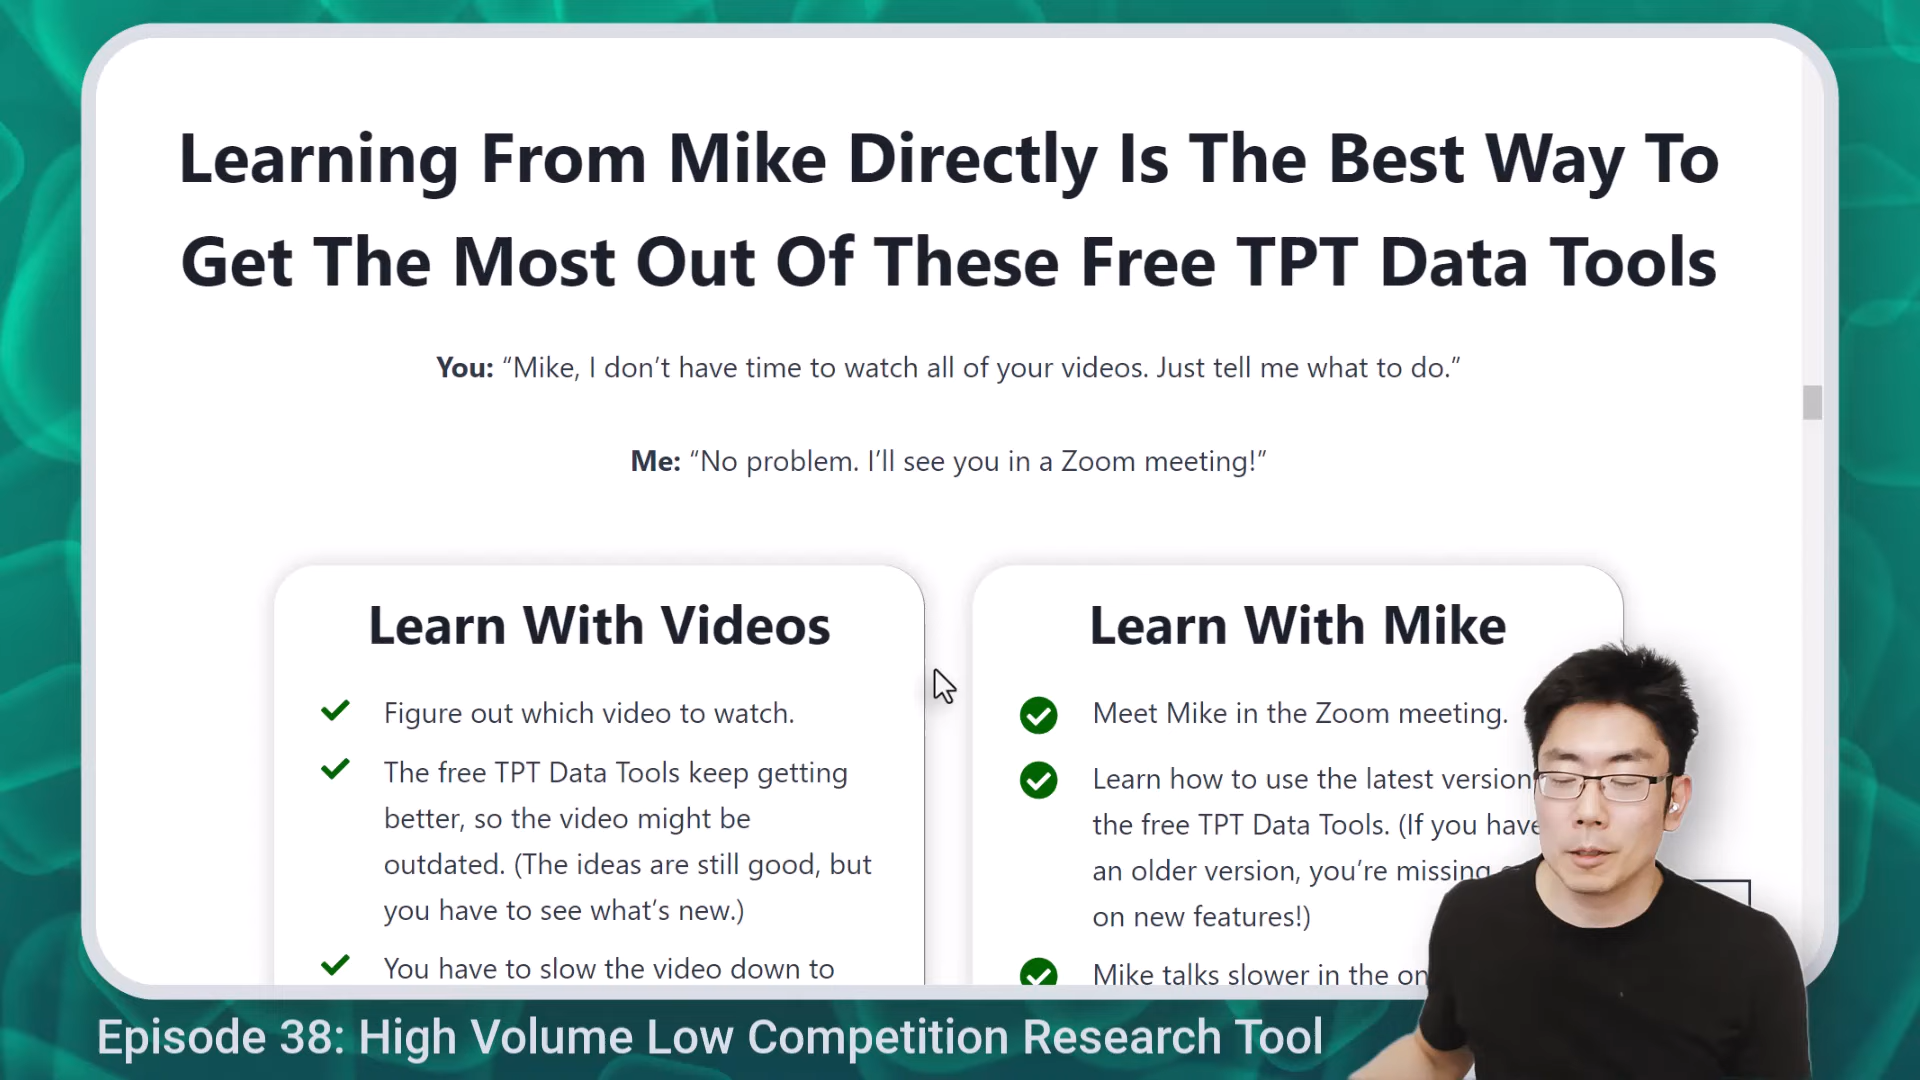 Learning From Mike Directly Is The Best Way To
Get The Most Out Of These Free TPT Data Tools
You: “Mike, I don’t have time to watch all of your videos. Just tell me what to do.”
Me: “No problem. I’ll see you in a Zoom meeting!”
Learn With Videos
Figure out which video to watch.
The free TPT Data Tools keep getting
better, so the video might be
outdated. (The ideas are still good, but
you have to see what’s new.)
You have to slow the video down to
Learn With Mike
Meet Mike in the Zoom meeting.
Learn how to use the latest version
the free TPT Data Tools. (If you have
an older version, you’re missing
on new features!)
Mike talks slower in the
Episode 38: High Volume Low Competition Research Tool